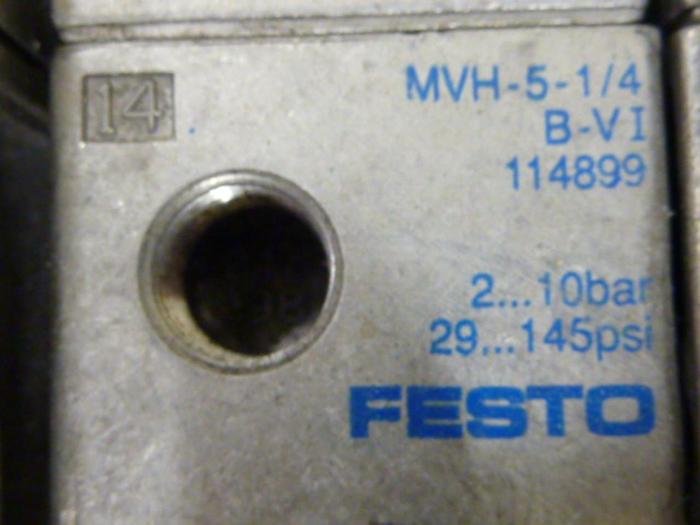 14
MVH-5-1/4
B-VI
114899
2...10bar
29...145psi
FESTO